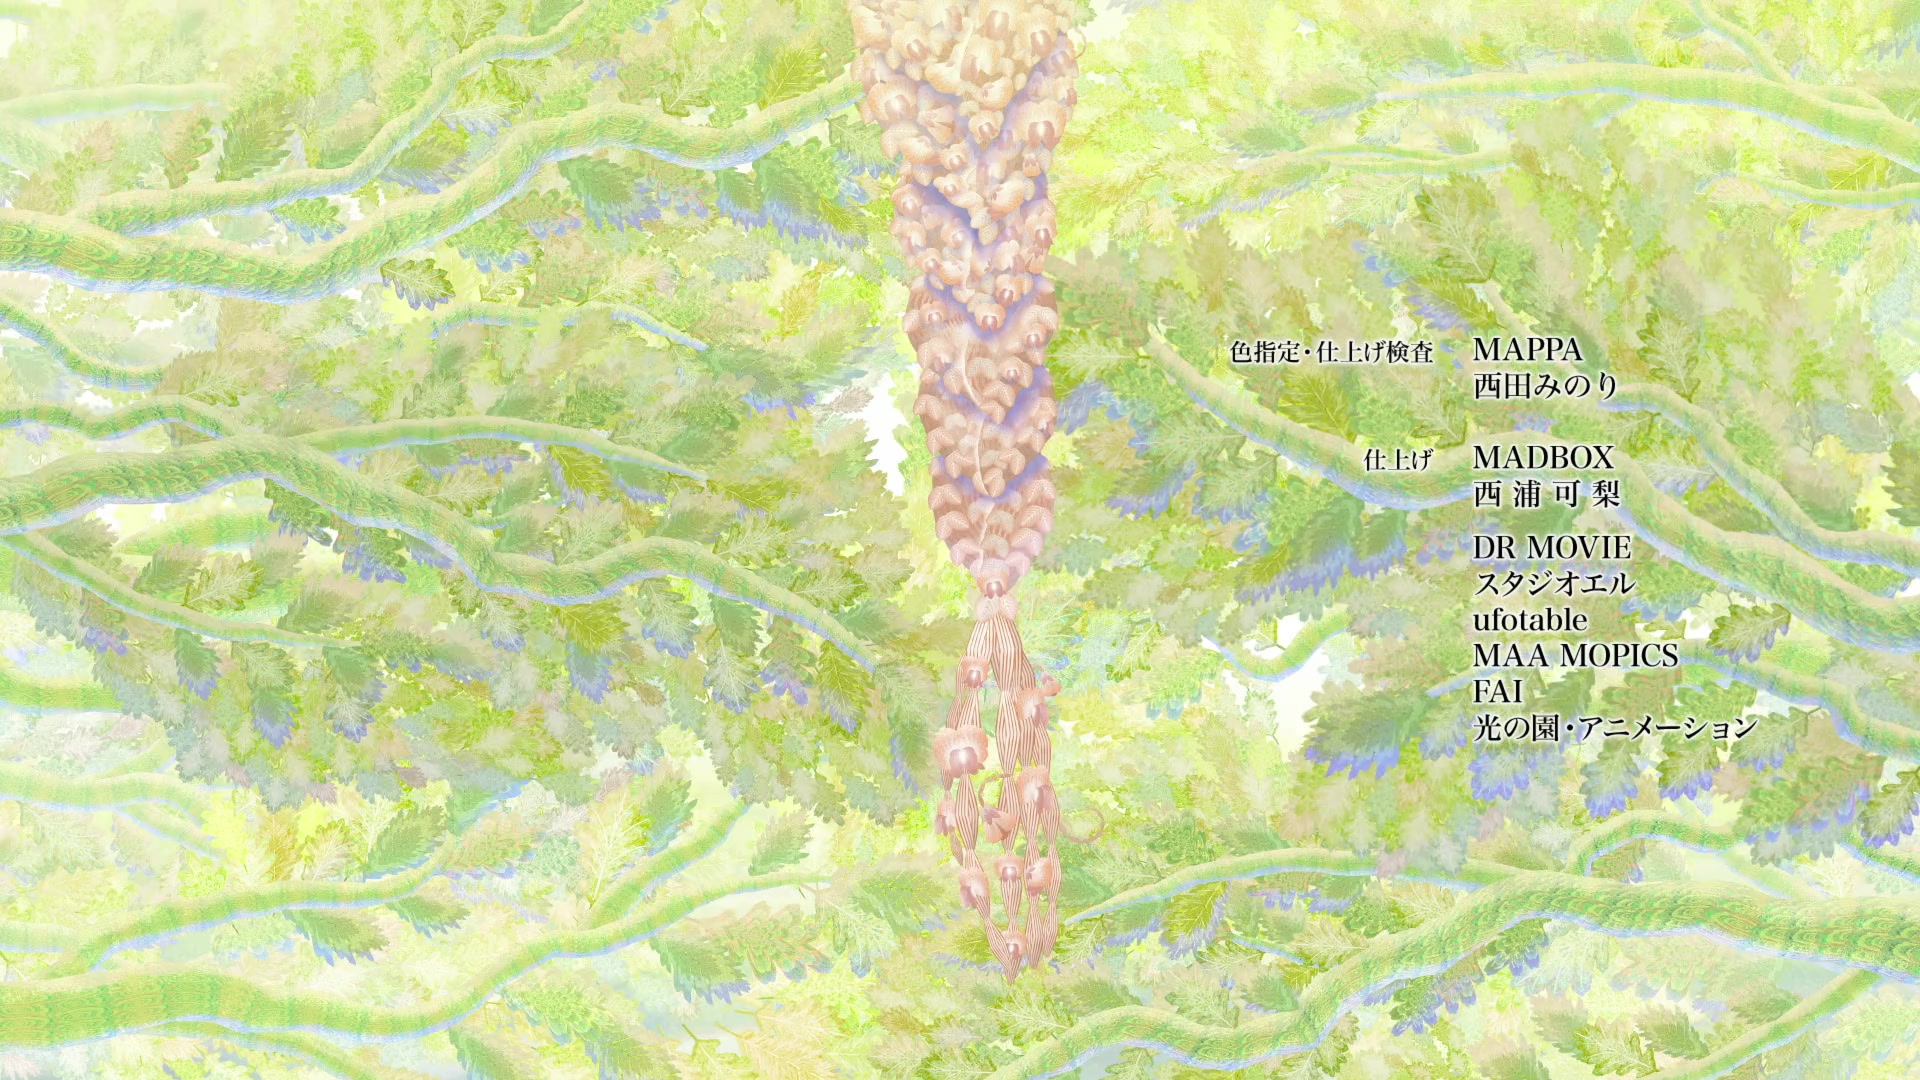 色指定・仕上げ検査 MAPPA
西田みのり
仕上げ MADBOX
西浦可梨
DR MOVIE
スタジオエル
ufotable
MAA MOPICS
FAI
光の園・アニメーション